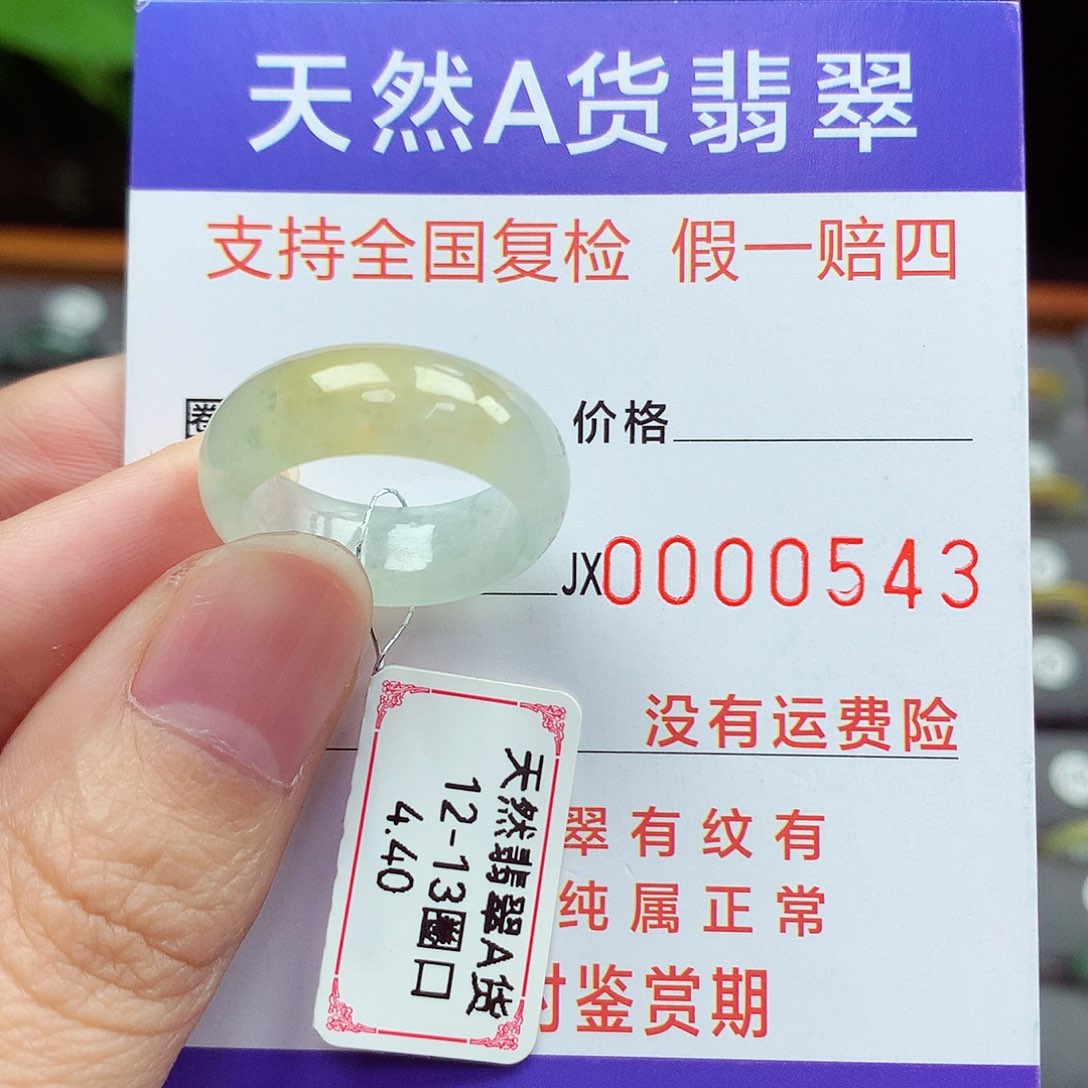 天然A货翡翠
支持全国复检 假一赔四
价格
JX0000543
没有运费险
翠有纹有
纯属正常
时鉴赏期
天然翡翠A货
12-13圈口
4.40